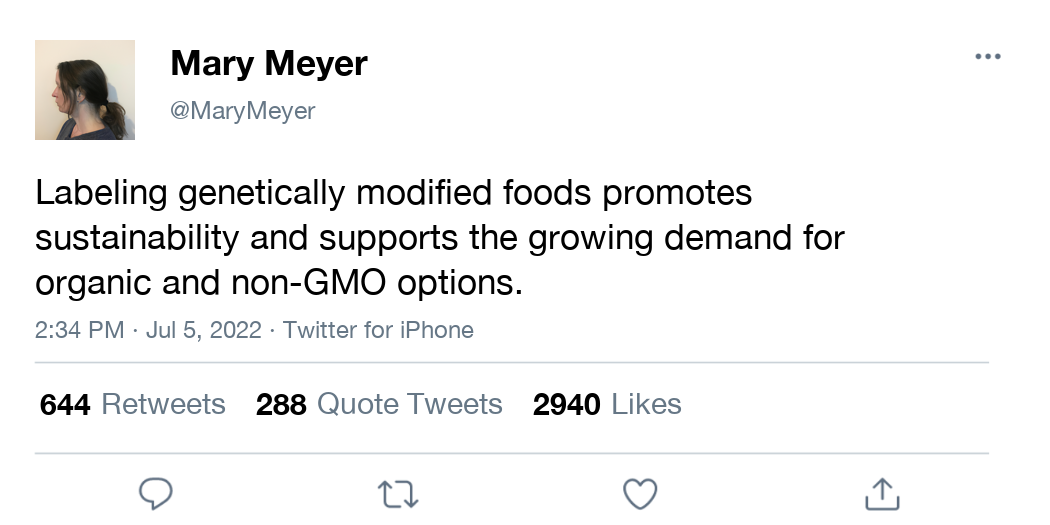 Mary Meyer
@MaryMeyer
Labeling genetically modified foods promotes
sustainability and supports the growing demand for
organic and non-GMO options.
2:34 PM · Jul 5, 2022 · Twitter for iPhone
644 Retweets 288 Quote Tweets 2940 Likes